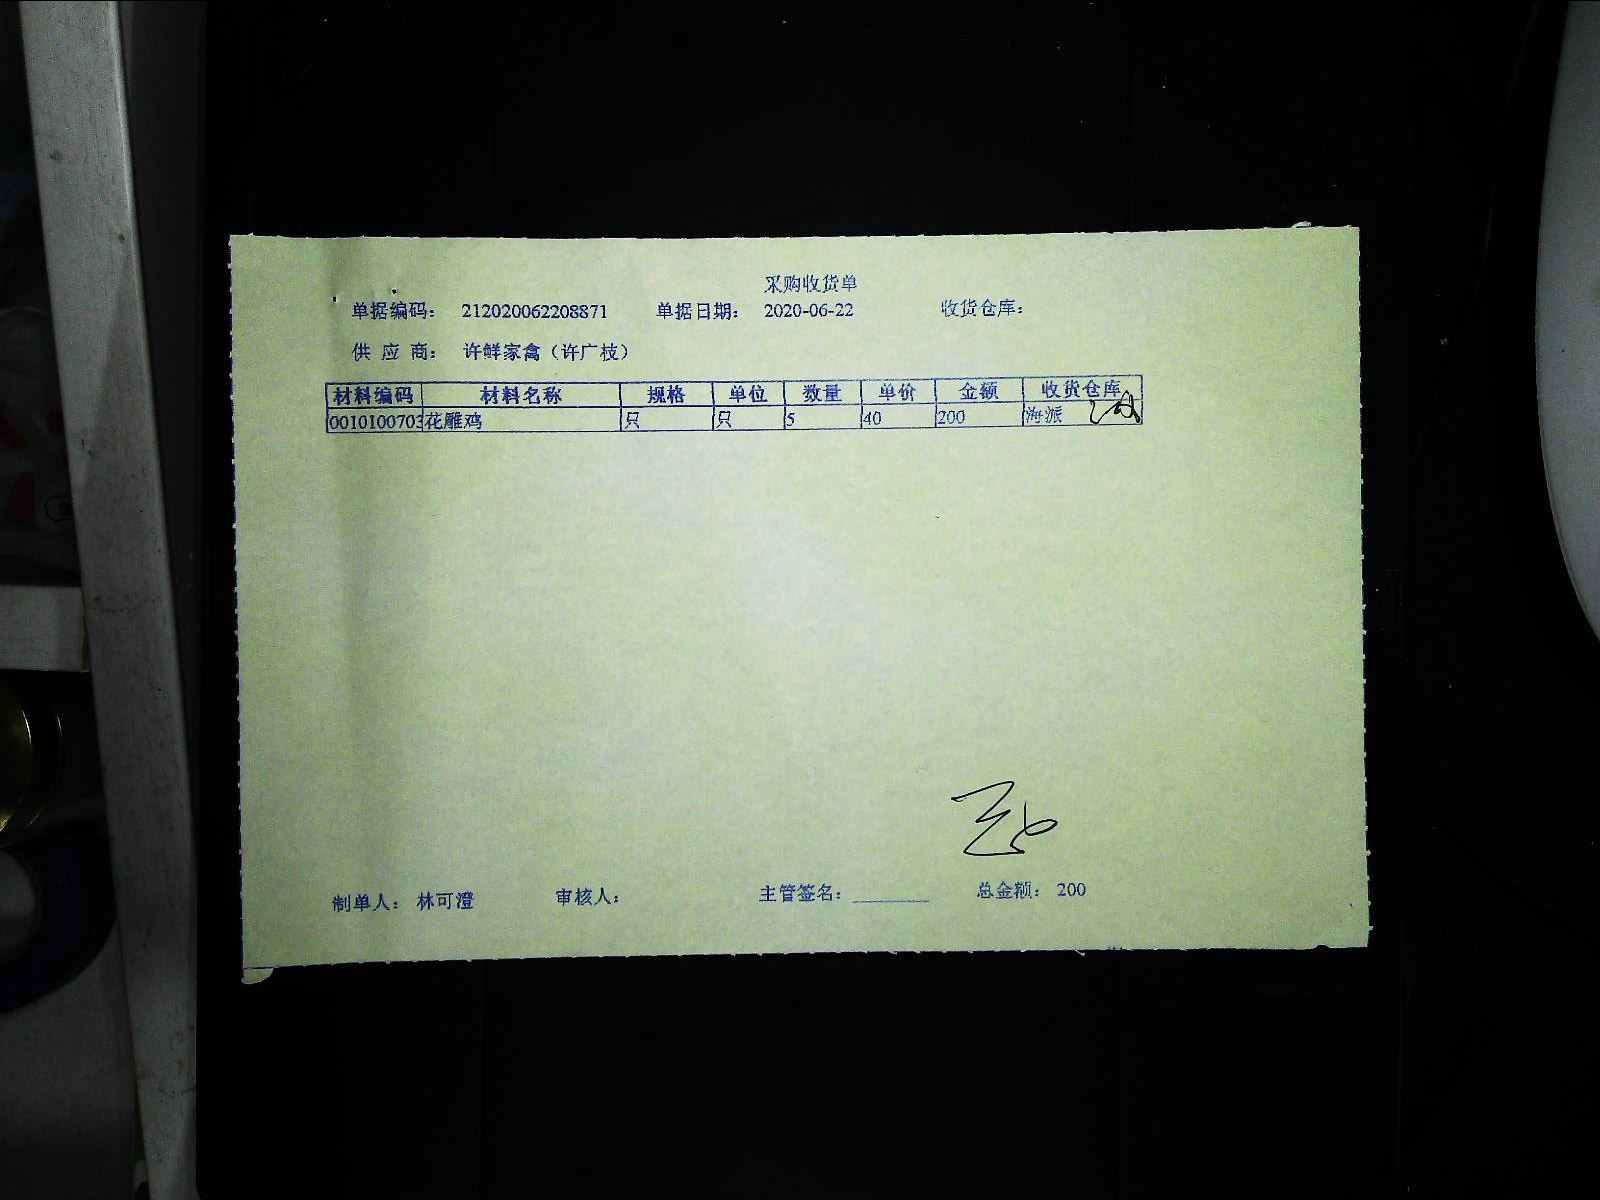 采购收货单
单据编码： 212020062208871 单据日期： 2020-06-22 收货仓库：
供 应 商： 许鲜家禽（许广枝）
材料编码 材料名称 规格 单位 数量 单价 金额 收货仓库
0010100703 花雕鸡 只 只 5 40 200 海派
制单人： 林可澄 审核人： 主管签名： ________ 总金额： 200